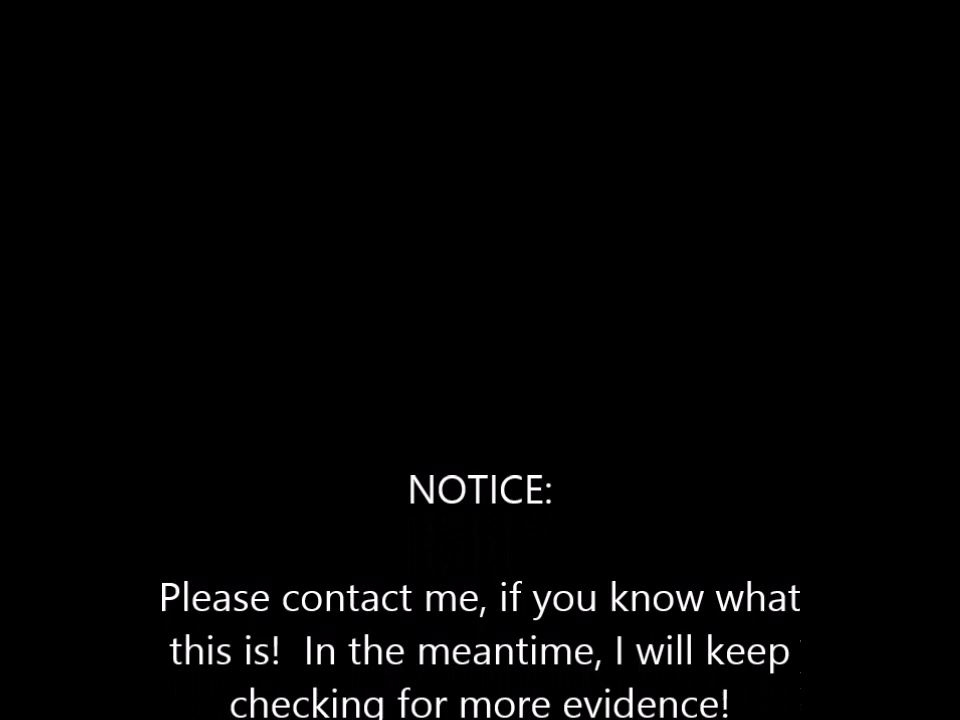 NOTICE:
Please contact me, if you know what
this is!  In the meantime, I will keep
checking for more evidence!